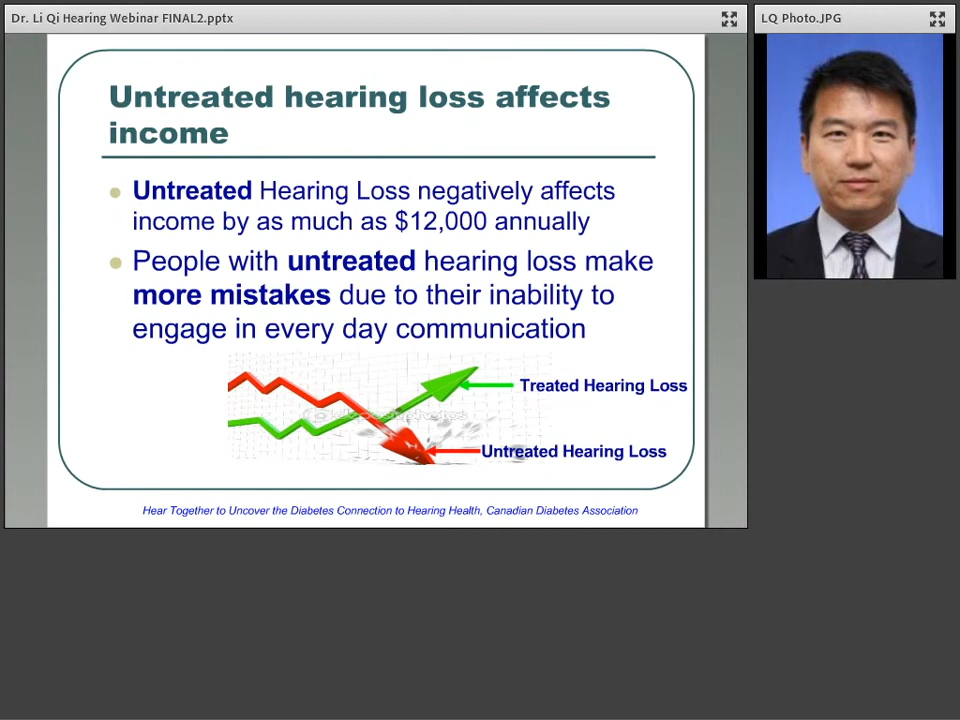 Dr. Li Qi Hearing Webinar FINAL2.pptx
LQ Photo.JPG
Untreated hearing loss affects
income
Untreated Hearing Loss negatively affects
income by as much as $12,000 annually
People with untreated hearing loss make
more mistakes due to their inability to
engage in every day communication
Treated Hearing Loss
Untreated Hearing Loss
Hear Together to Uncover the Diabetes Connection to Hearing Health, Canadian Diabetes Association